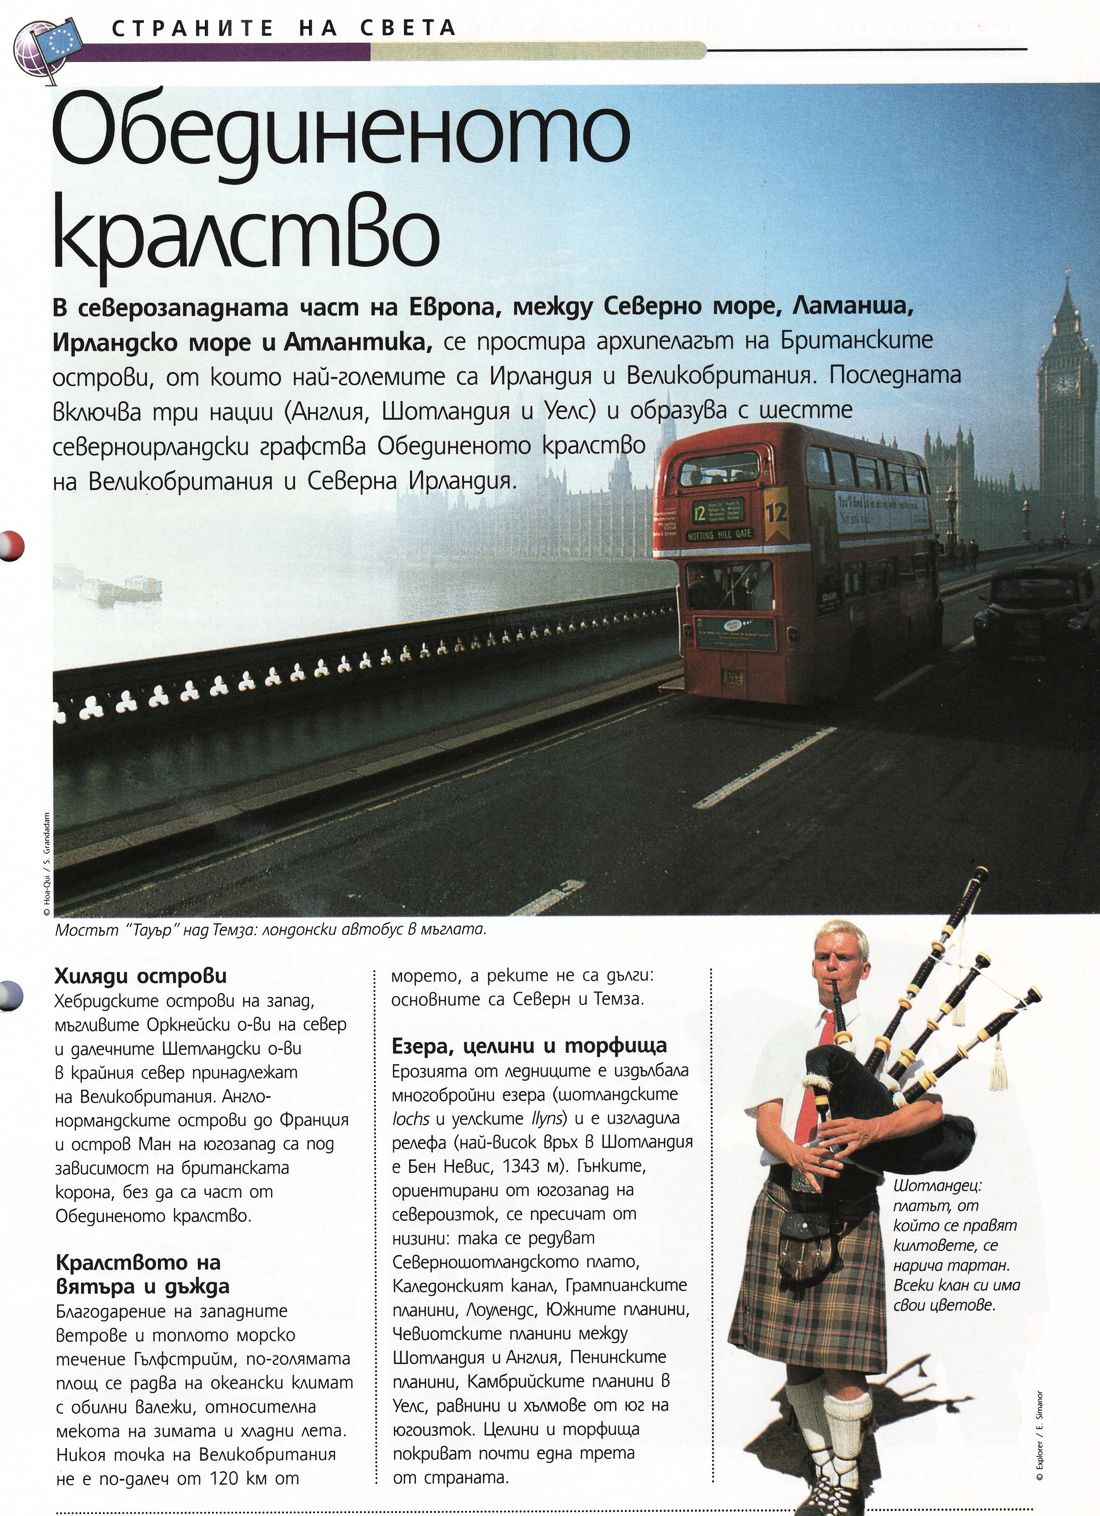 СТРАНИТЕ НА СВЕТА
Обединеното
кралство
В северозападната част на Европа, между Северно море, Ламанша,
Ирландско море и Атлантика, се простира архипелагът на Британските
острови, от които най-големите са Ирландия и Великобритания. Последната
включва три нации (Англия, Шотландия и Уелс) и образува с шестте
северноирландски графства Обединеното кралство
на Великобритания и Северна Ирландия.
12
12
NOTTING HILL GATE
© Hoa-Qui / S. Grandadam
Мостът "Тауър" над Темза: лондонски автобус в мъглата.
Хиляди острови
Хебридските острови на запад,
мъгливите Оркнейски о-ви на север
и далечните Шетландски о-ви
в крайния север принадлежат
на Великобритания. Англо-
нормандските острови до Франция
и остров Ман на югозапад са под
зависимост на британската
корона, без да са част от
Обединеното кралство.
Кралството на
вятъра и дъжда
Благодарение на западните
ветрове и топлото морско
течение Гълфстрийм, по-голямата
площ се радва на океански климат
с обилни валежи, относителна
мекота на зимата и хладни лета.
Никоя точка на Великобритания
не е по-далеч от 120 км от
морето, а реките не са дълги:
основните са Северн и Темза.
Езера, целини и торфища
Ерозията от ледниците е издълбала
многобройни езера (шотландските
lochs и уелските llyns) и е изгладила
релефа (най-висок връх в Шотландия
е Бен Невис, 1343 м). Гънките,
ориентирани от югозапад на
североизток, се пресичат от
низини: така се редуват
Северношотландското плато,
Каледонският канал, Грампианските
планини, Лоулендс, Южните планини,
Чевиотските планини между
Шотландия и Англия, Пенинските
планини, Камбрийските планини в
Уелс, равнини и хълмове от юг на
югоизток. Целини и торфища
покриват почти една трета
от страната.
Шотландец:
платът, от
който се правят
килтовете, се
нарича тартан.
Всеки клан си има
свои цветове.
© Explorer / E. Simanor